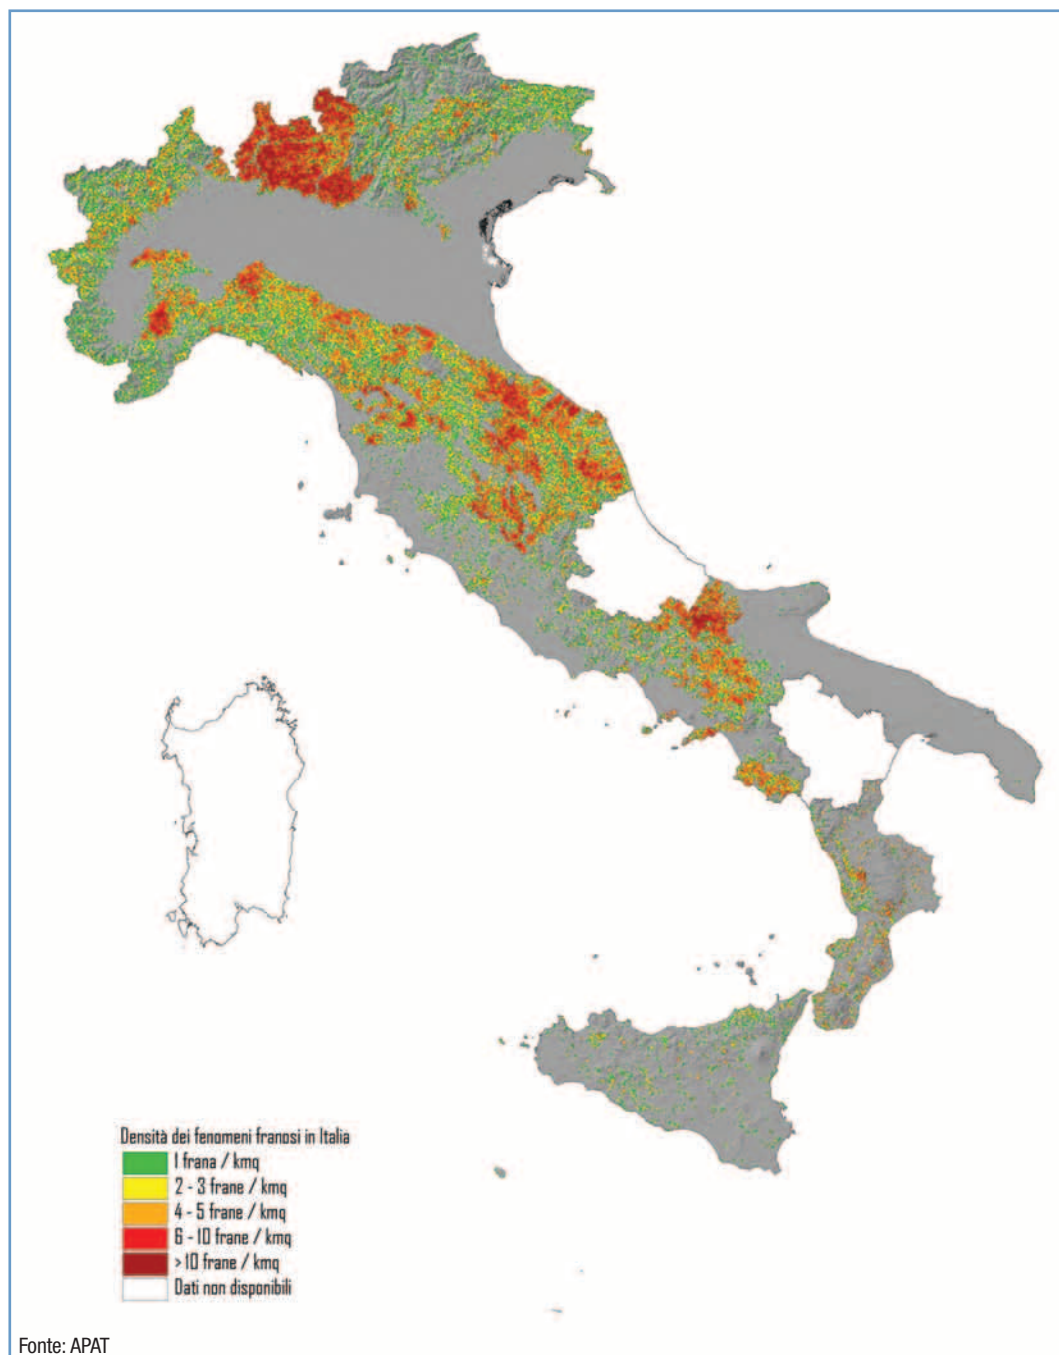 Densità dei fenomeni franosi in Italia
1 frana / kmq
2 - 3 frane / kmq
4 - 5 frane / kmq
6 - 10 frane / kmq
>10 frane / kmq
Dati non disponibili
Fonte: APAT